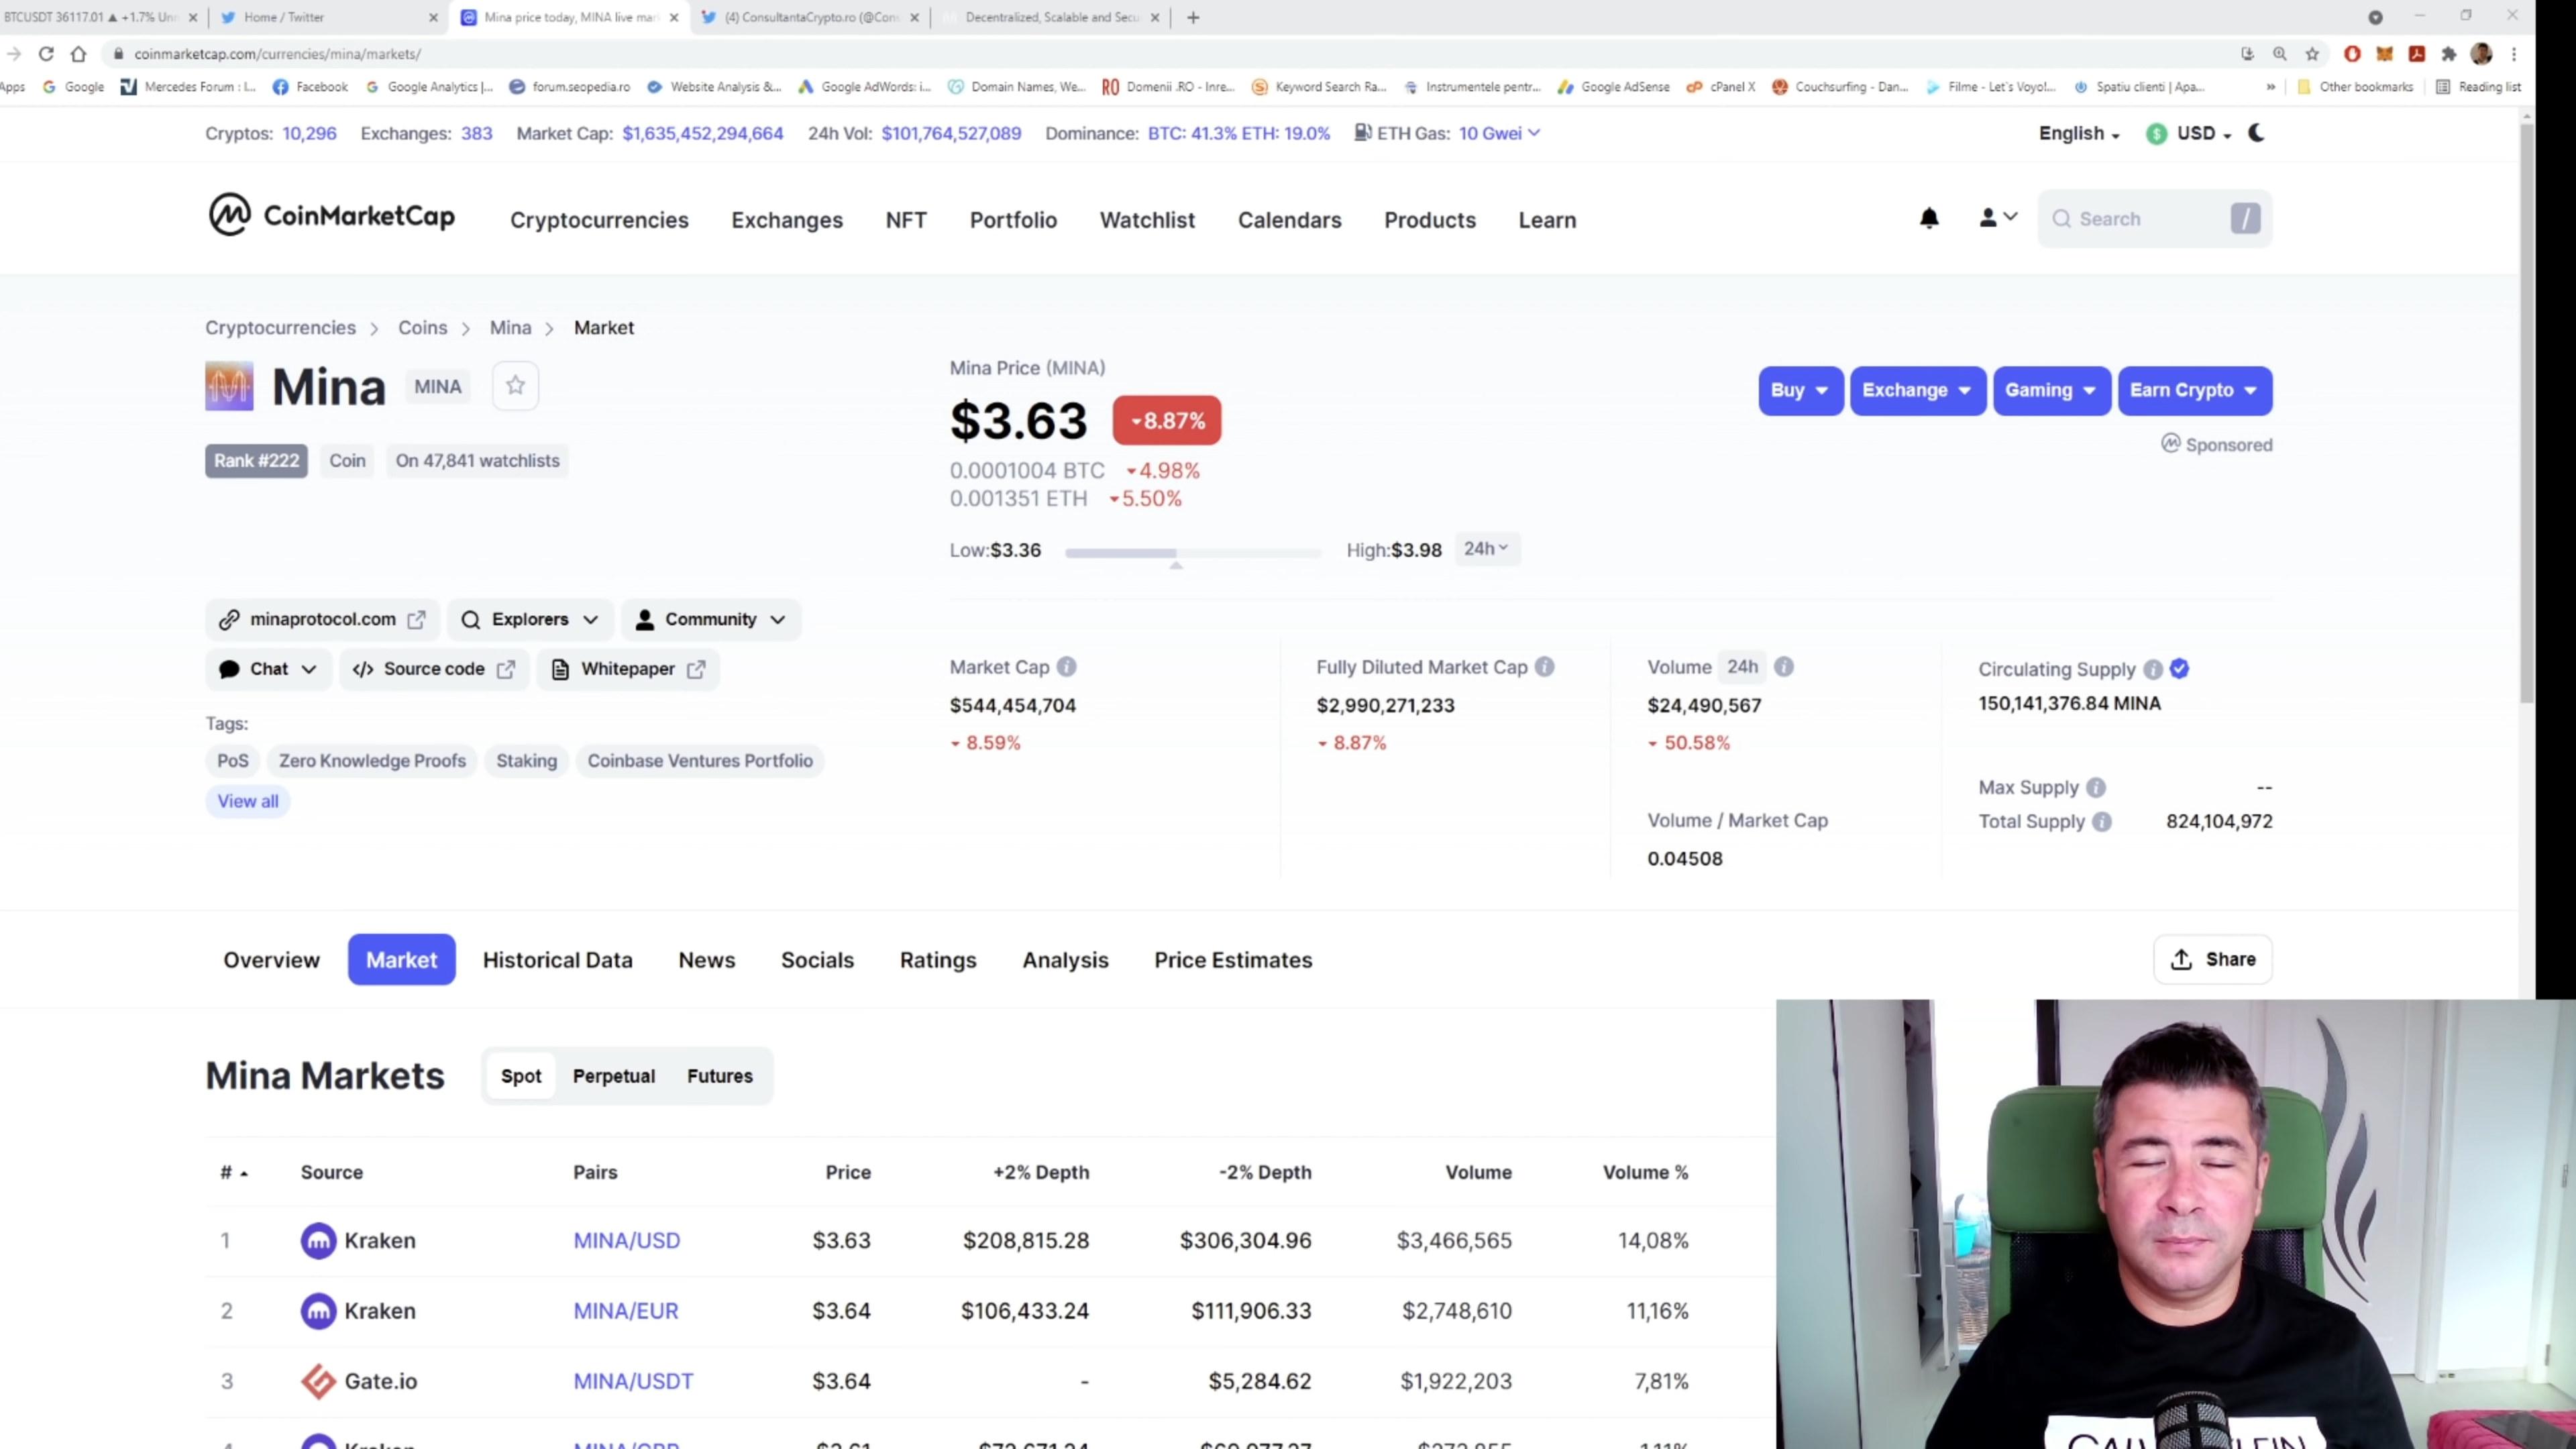 BTCUSDT 36117.01 ▲ +1.7% Unn
Home / Twitter
Mina price today, MINA live mar
(4) ConsultantaCrypto.ro (@Cons
Decentralized, Scalable and Secu
coinmarketcap.com/currencies/mina/markets/
Apps Google Mercedes Forum : I... Facebook Google Analytics |... forum.seopedia.ro Website Analysis &... Google AdWords: i... Domain Names, We... Domenii .RO - Inre... Keyword Search Ra... Instrumentele pentr... Google AdSense cPanel X Couchsurfing - Dan... Filme - Let`s Voyo!... Spatiu clienti | Apa... » Other bookmarks Reading list
Cryptos: 10,296 Exchanges: 383 Market Cap: $1,635,452,294,664 24h Vol: $101,764,527,089 Dominance: BTC: 41.3% ETH: 19.0% ETH Gas: 10 Gwei English USD
CoinMarketCap Cryptocurrencies Exchanges NFT Portfolio Watchlist Calendars Products Learn Search /
Cryptocurrencies > Coins > Mina > Market
Mina MINA
Rank #222 Coin On 47,841 watchlists
Mina Price (MINA)
$3.63 8.87%
0.0001004 BTC 4.98%
0.001351 ETH 5.50%
Low:$3.36 High:$3.98 24h
Buy Exchange Gaming Earn Crypto
Sponsored
minaprotocol.com Explorers Community
Chat Source code Whitepaper
Tags:
PoS Zero Knowledge Proofs Staking Coinbase Ventures Portfolio
View all
Market Cap
$544,454,704
8.59%
Fully Diluted Market Cap
$2,990,271,233
8.87%
Volume 24h
$24,490,567
50.58%
Volume / Market Cap
0.04508
Circulating Supply
150,141,376.84 MINA
Max Supply --
Total Supply 824,104,972
Overview Market Historical Data News Socials Ratings Analysis Price Estimates Share
Mina Markets Spot Perpetual Futures
# Source Pairs Price +2% Depth -2% Depth Volume Volume %
1 Kraken MINA/USD $3.63 $208,815.28 $306,304.96 $3,466,565 14,08%
2 Kraken MINA/EUR $3.64 $106,433.24 $111,906.33 $2,748,610 11,16%
3 Gate.io MINA/USDT $3.64 - $5,284.62 $1,922,203 7,81%